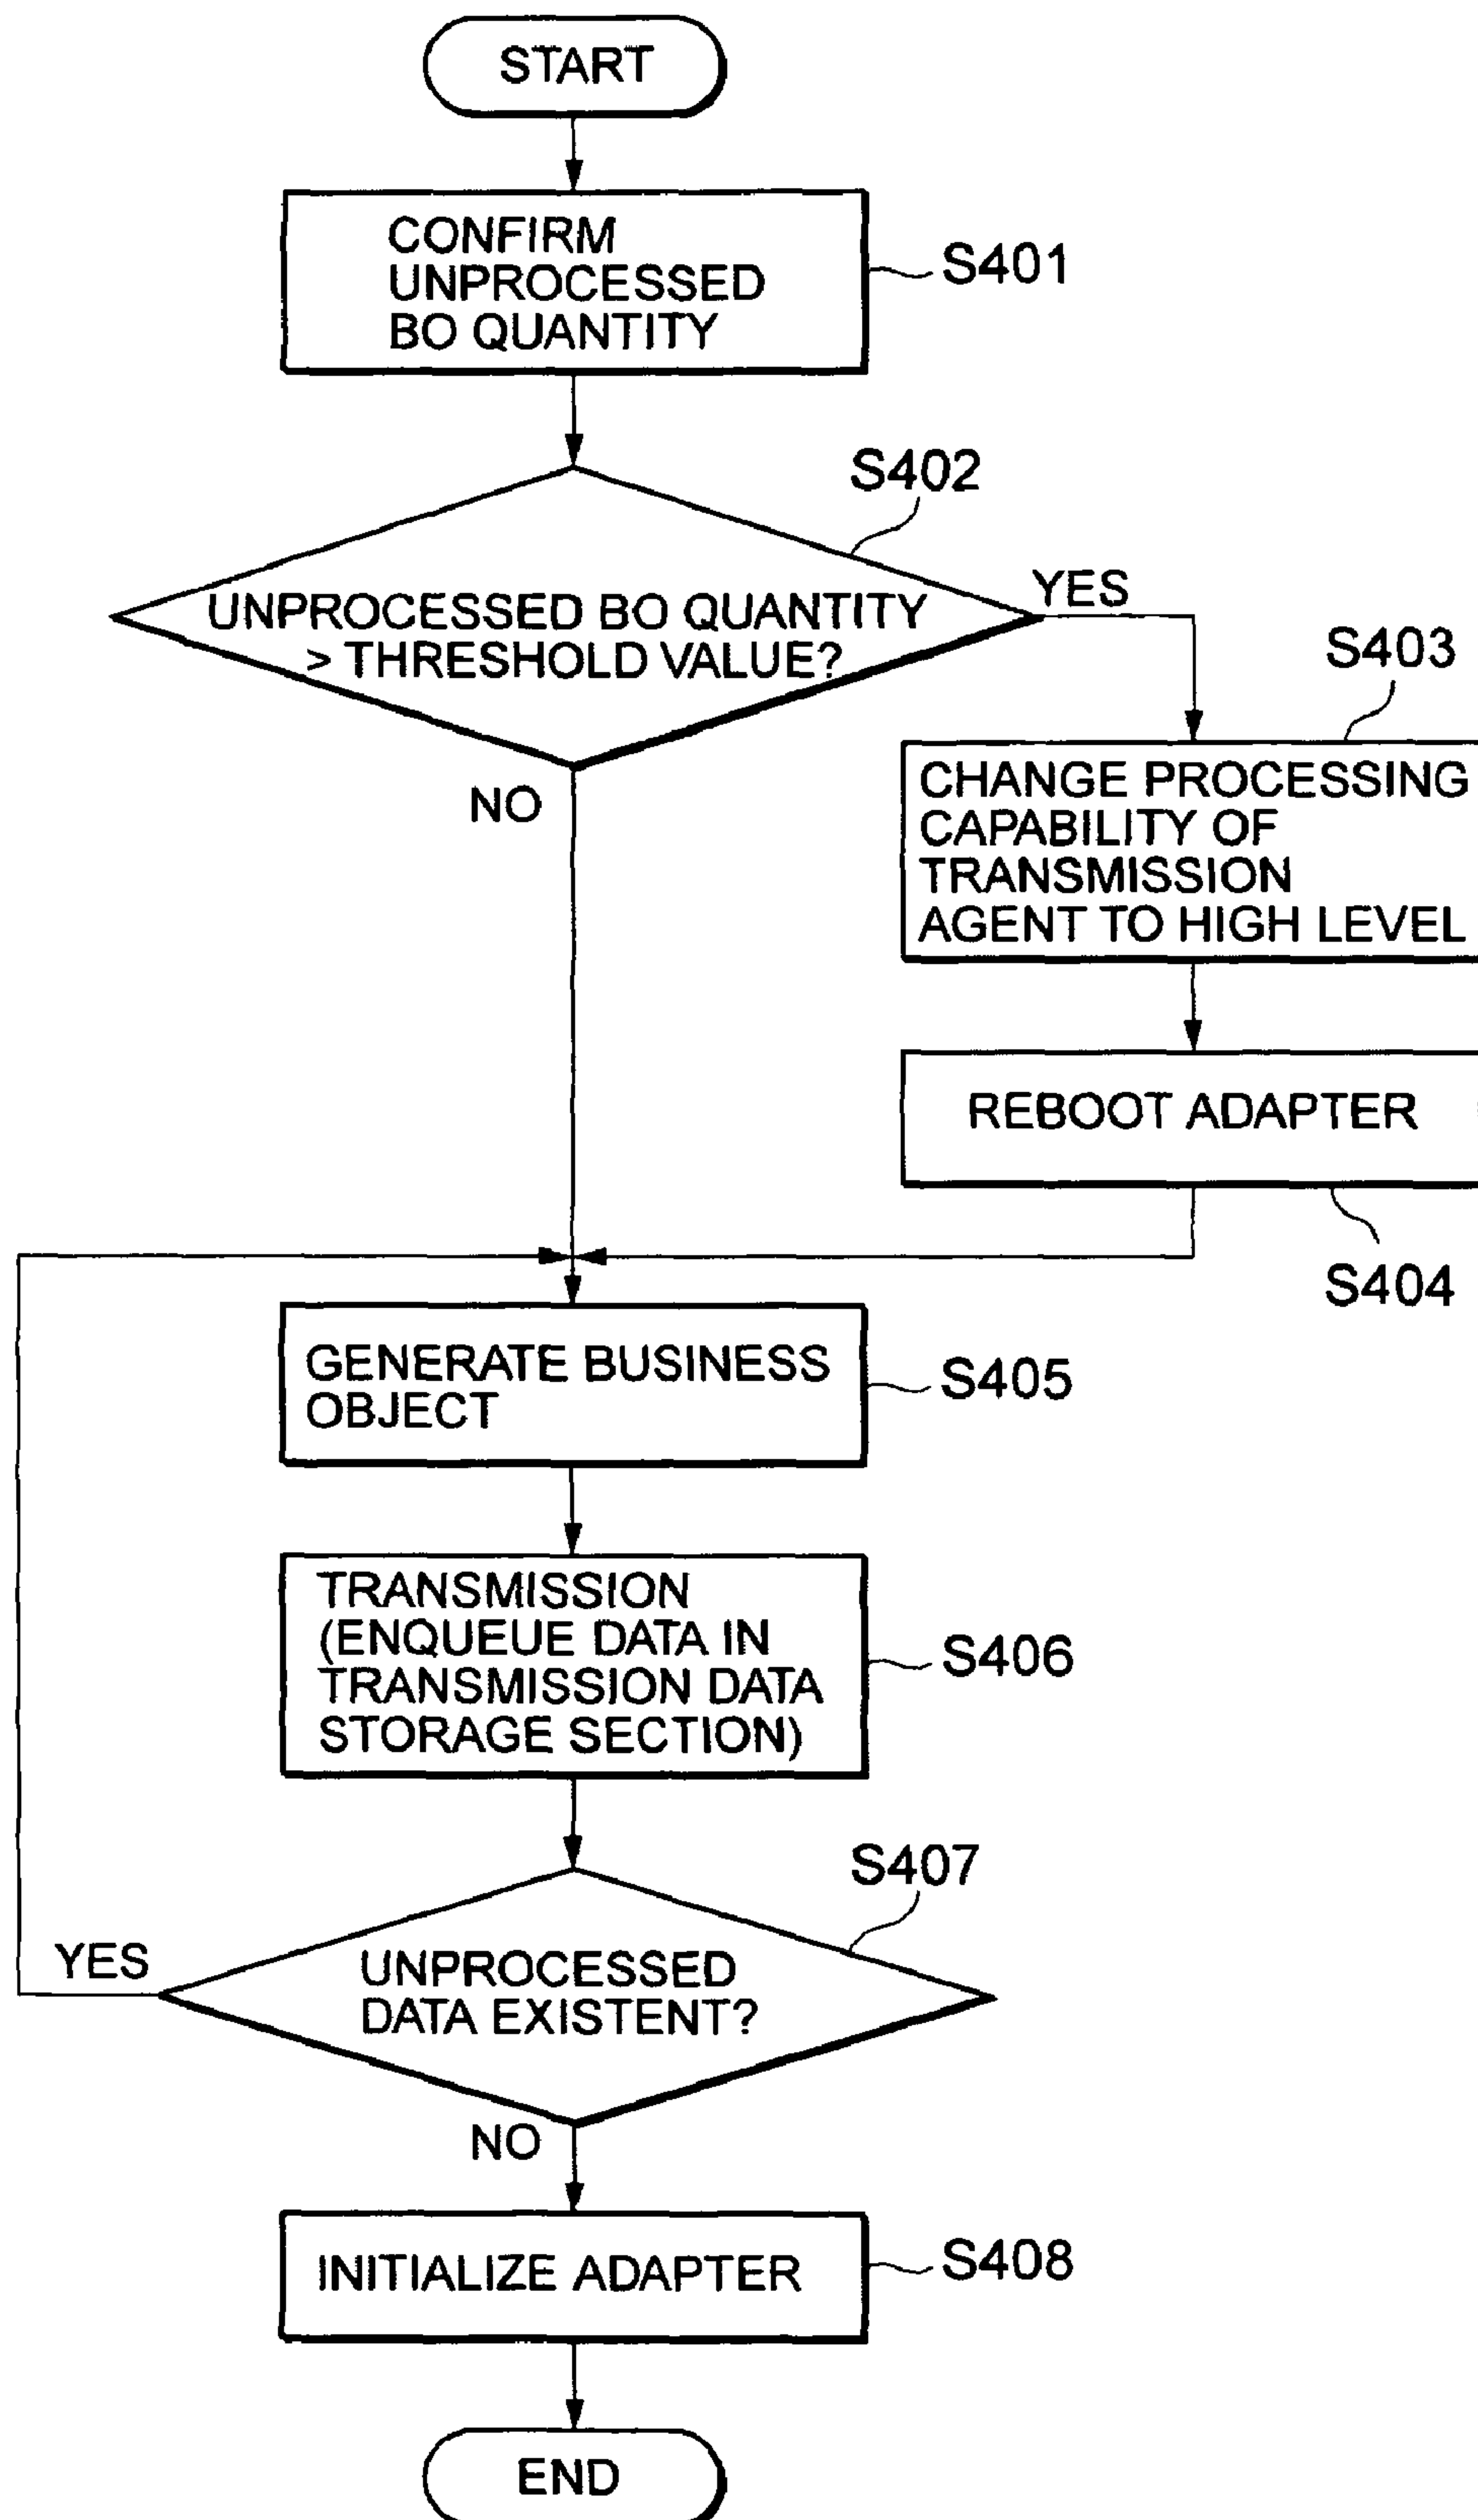 START
CONFIRM
UNPROCESSED
BO QUANTITY
S401
S402
UNPROCESSED BO QUANTITY
> THRESHOLD VALUE?
YES
NO
S403
CHANGE PROCESSING
CAPABILITY OF
TRANSMISSION
AGENT TO HIGH LEVEL
REBOOT ADAPTER
S404
GENERATE BUSINESS
OBJECT
S405
TRANSMISSION
(ENQUEUE DATA IN
TRANSMISSION DATA
STORAGE SECTION)
S406
S407
UNPROCESSED
DATA EXISTENT?
YES
NO
INITIALIZE ADAPTER
S408
END